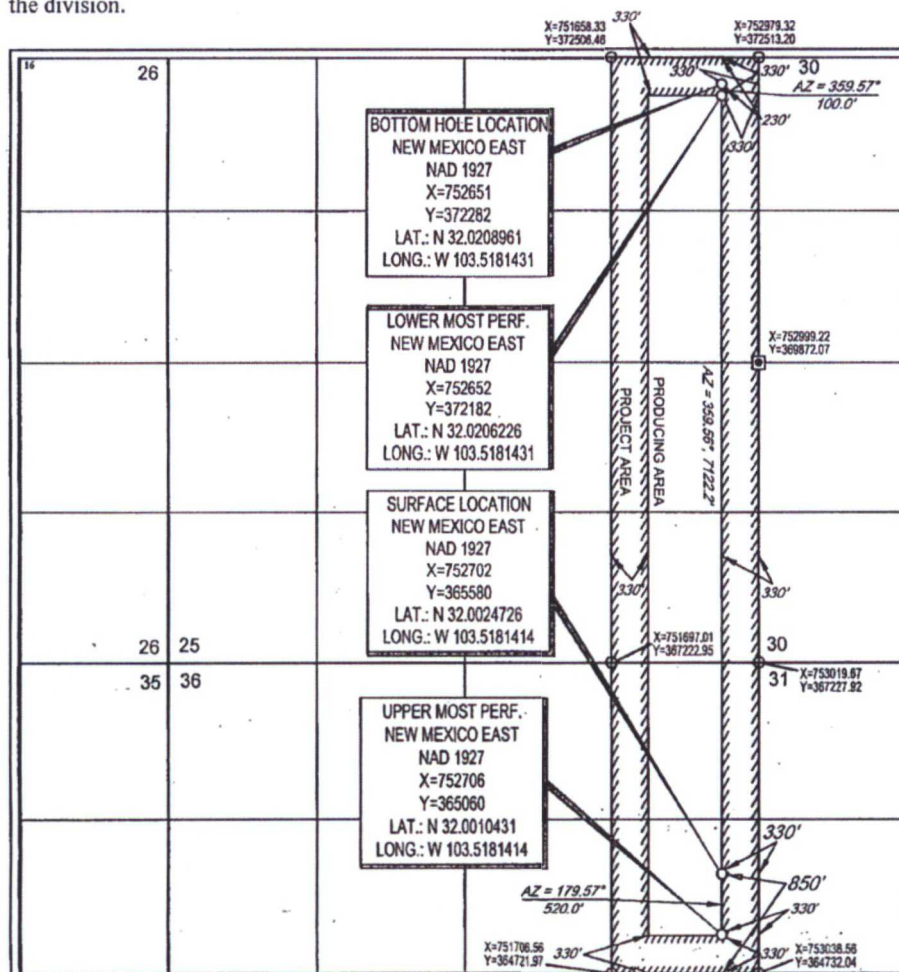 the division.
330'
X=751658.33
Y=372506.46
X=752979.32
Y=372513.20
16
26
30
330'
330'
AZ = 359.57°
100.0'
230'
330'
BOTTOM HOLE LOCATION
NEW MEXICO EAST
NAD 1927
X=752651
Y=372282
LAT.: N 32.0208961
LONG.: W 103.5181431
LOWER MOST PERF.
NEW MEXICO EAST
NAD 1927
X=752652
Y=372182
LAT.: N 32.0206226
LONG.: W 103.5181431
X=752999.22
Y=369872.07
PROJECT AREA
PRODUCING AREA
AZ = 359.56°, 7122.2'
SURFACE LOCATION
NEW MEXICO EAST
NAD 1927
X=752702
Y=365580
LAT.: N 32.0024726
LONG.: W 103.5181414
330'
330'
26
25
X=751697.01
Y=367222.95
30
35
36
31
X=753019.67
Y=367227.92
UPPER MOST PERF.
NEW MEXICO EAST
NAD 1927
X=752706
Y=365060
LAT.: N 32.0010431
LONG.: W 103.5181414
330'
850'
AZ = 179.57°
520.0'
330'
X=751706.56
Y=364721.97
330'
330'
X=753038.56
Y=364732.04